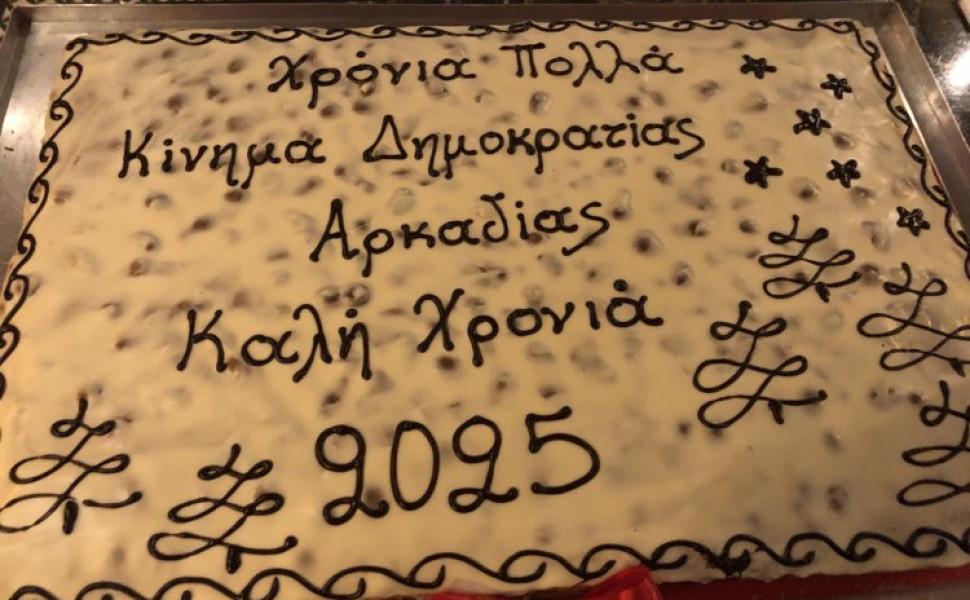 Χρόνια Πολλά
Κίνημα Δημοκρατίας
Αρκαδίας
Καλή Χρονιά
2025